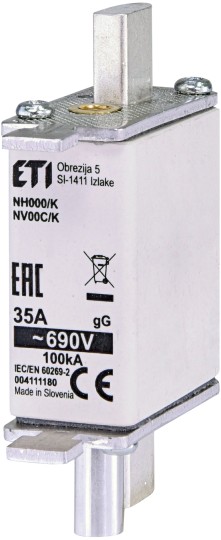 ETI Obrezija 5
SI-1411 Izlake
NH000/K
NV00C/K
EAC
35A gG
~690V
100kA
IEC/EN 60269-2
004111180
Made in Slovenia CE